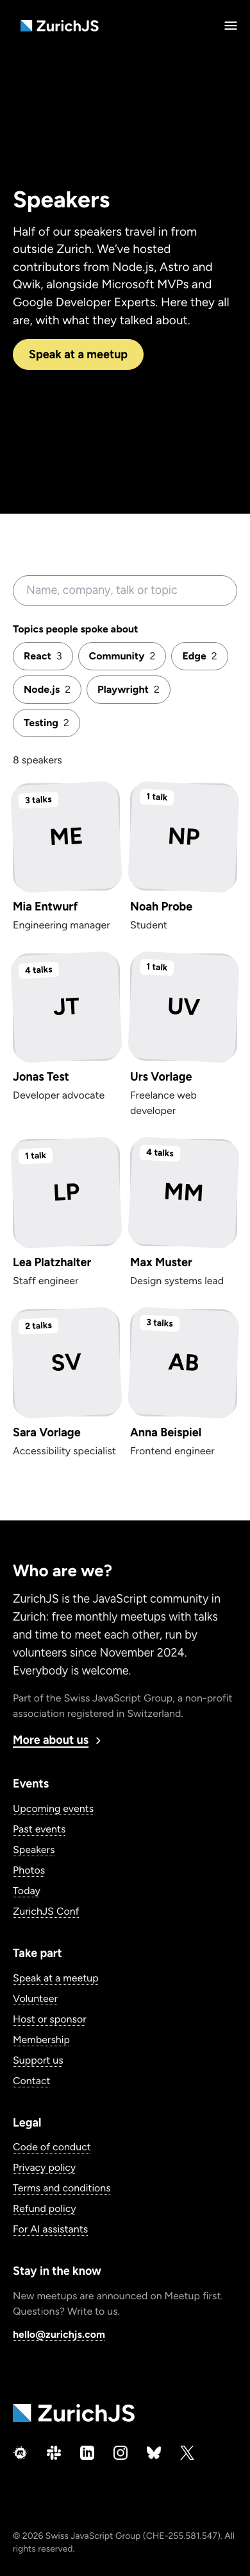 ZurichJS
Speakers
Half of our speakers travel in from
outside Zurich. We've hosted
contributors from Node.js, Astro and
Qwik, alongside Microsoft MVPs and
Google Developer Experts. Here they all
are, with what they talked about.
Speak at a meetup
Name, company, talk or topic
Topics people spoke about
React 3
Community 2
Edge 2
Node.js 2
Playwright 2
Testing 2
8 speakers
3 talks
ME
Mia Entwurf
Engineering manager
1 talk
NP
Noah Probe
Student
4 talks
JT
Jonas Test
Developer advocate
1 talk
UV
Urs Vorlage
Freelance web
developer
1 talk
LP
Lea Platzhalter
Staff engineer
4 talks
MM
Max Muster
Design systems lead
2 talks
SV
Sara Vorlage
Accessibility specialist
3 talks
AB
Anna Beispiel
Frontend engineer
Who are we?
ZurichJS is the JavaScript community in
Zurich: free monthly meetups with talks
and time to meet each other, run by
volunteers since November 2024.
Everybody is welcome.
Part of the Swiss JavaScript Group, a non-profit
association registered in Switzerland.
More about us
Events
Upcoming events
Past events
Speakers
Photos
Today
ZurichJS Conf
Take part
Speak at a meetup
Volunteer
Host or sponsor
Membership
Support us
Contact
Legal
Code of conduct
Privacy policy
Terms and conditions
Refund policy
For AI assistants
Stay in the know
New meetups are announced on Meetup first.
Questions? Write to us.
hello@zurichjs.com
ZurichJS
© 2026 Swiss JavaScript Group (CHE-255.581.547). All
rights reserved.